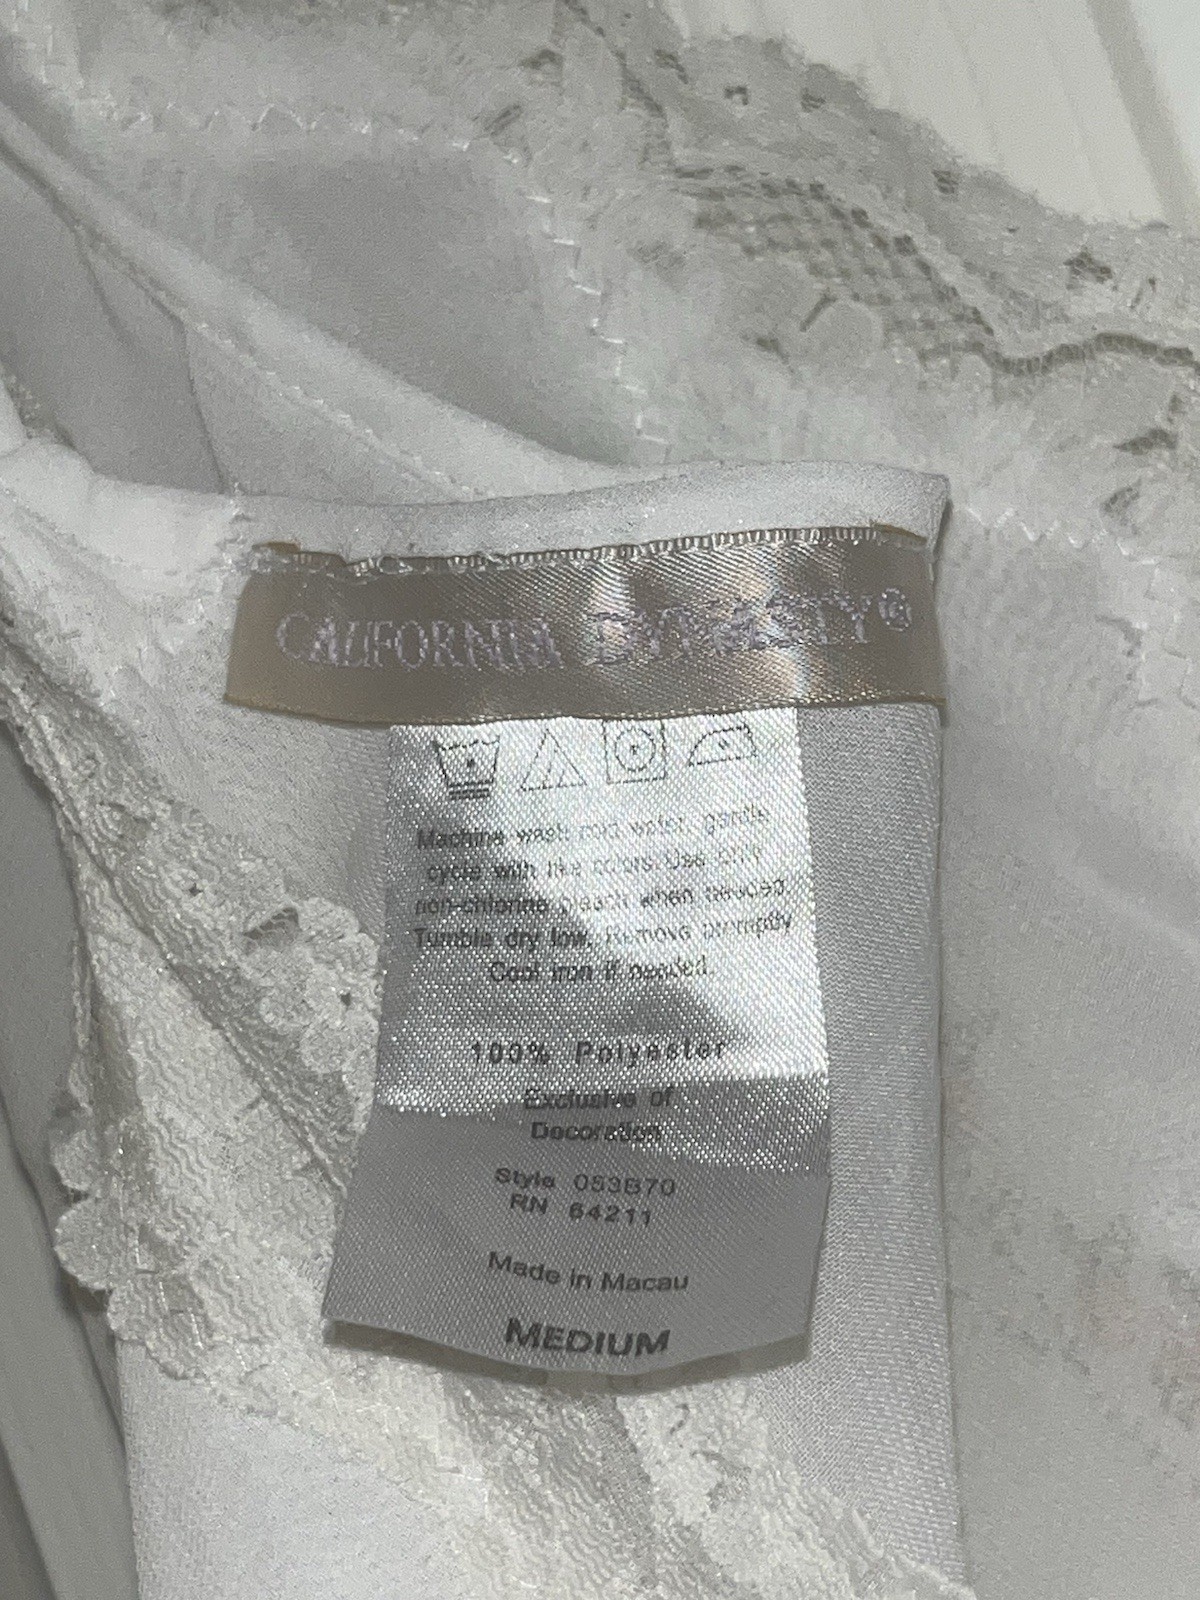 CALIFORNIA DYNASTY®
Machine wash cold water, gentle
cycle with like colors. Use only
non-chlorine bleach when needed.
Tumble dry low. Remove promptly
Cool iron if needed.
100% Polyester
Exclusive of
Decoration
Style 053B70
RN 64211
Made in Macau
MEDIUM